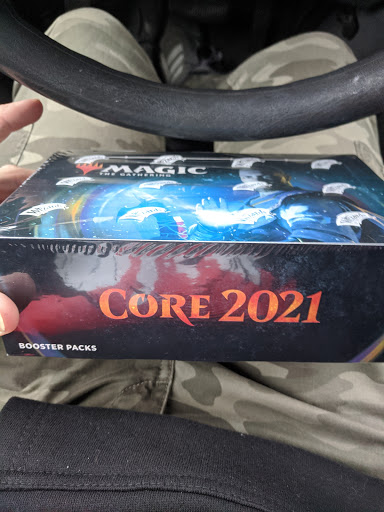 MAGIC
THE GATHERING
CORE 2021
BOOSTER PACKS